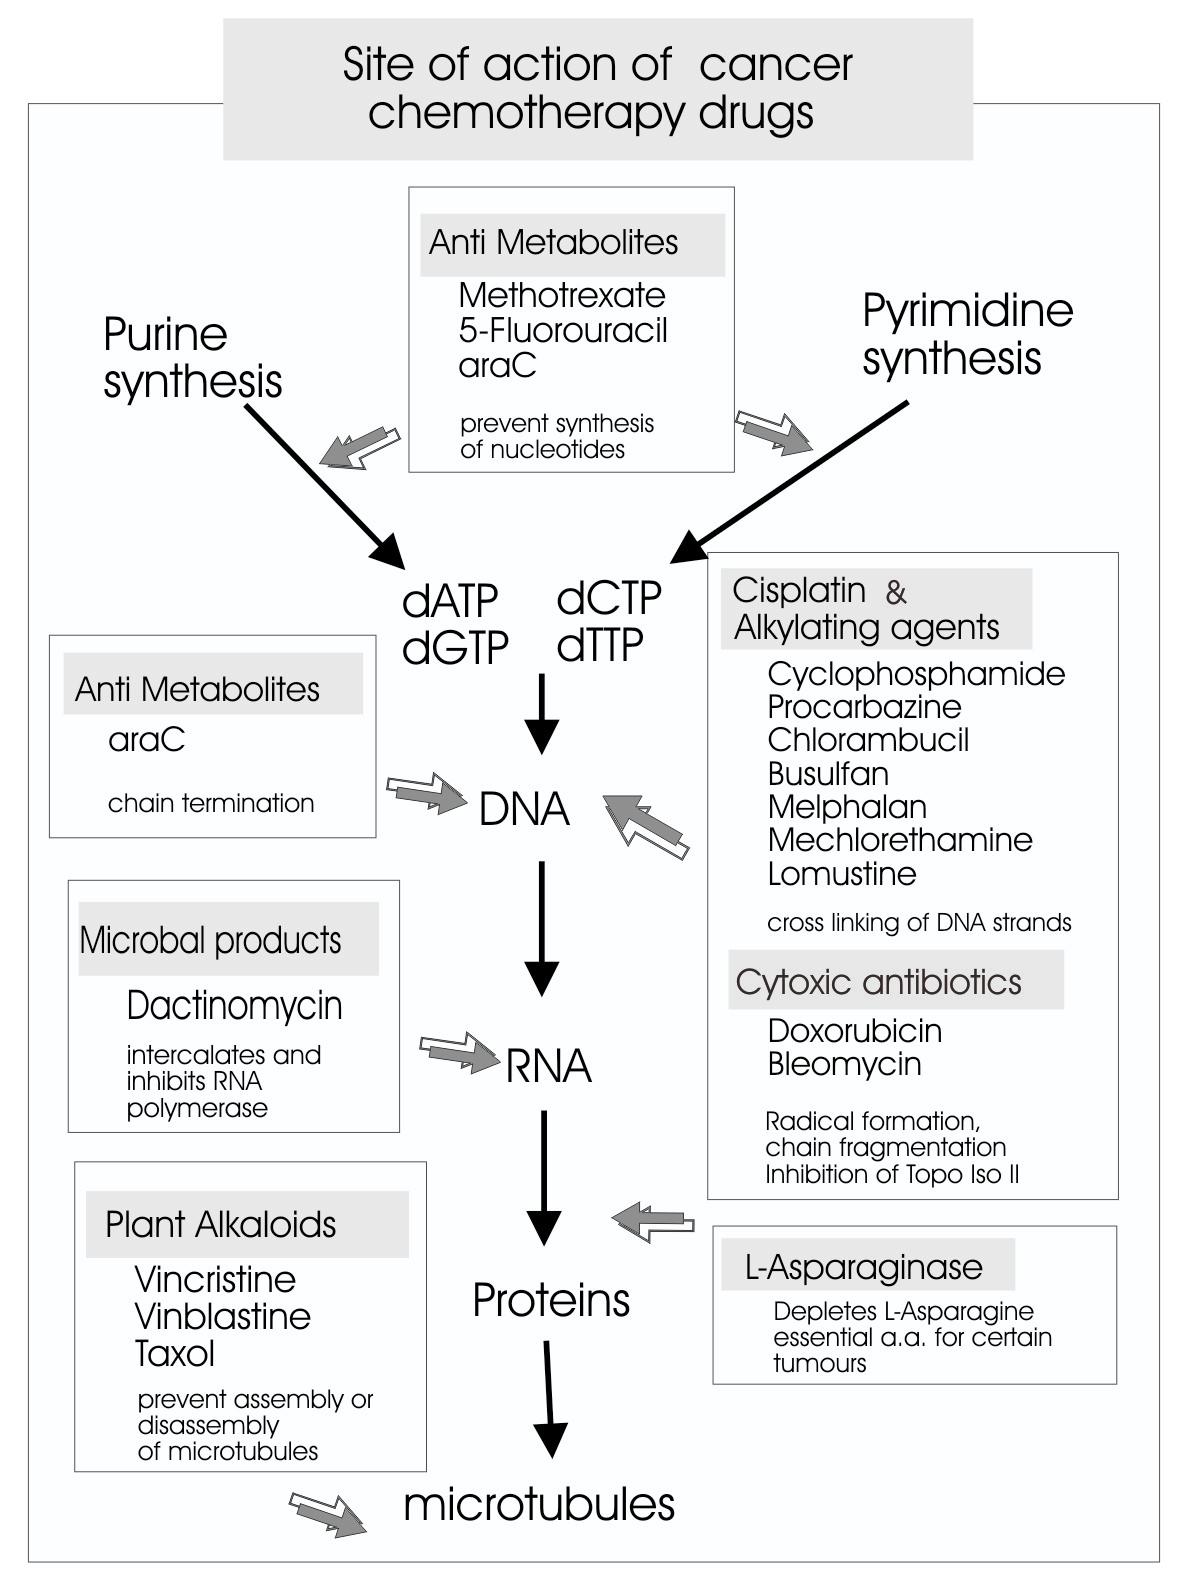 Site of action of cancer
chemotherapy drugs
Anti Metabolites
Methotrexate
5-Fluorouracil
araC
prevent synthesis
of nucleotides
Purine
synthesis
Pyrimidine
synthesis
dATP
dGTP
dCTP
dTTP
Cisplatin &
Alkylating agents
Cyclophosphamide
Procarbazine
Chlorambucil
Busulfan
Melphalan
Mechlorethamine
Lomustine
cross linking of DNA strands
Cytoxic antibiotics
Doxorubicin
Bleomycin
Radical formation,
chain fragmentation
Inhibition of Topo Iso II
Anti Metabolites
araC
chain termination
DNA
Microbal products
Dactinomycin
intercalates and
inhibits RNA
polymerase
RNA
Plant Alkaloids
Vincristine
Vinblastine
Taxol
prevent assembly or
disassembly
of microtubules
L-Asparaginase
Depletes L-Asparagine
essential a.a. for certain
tumours
Proteins
microtubules